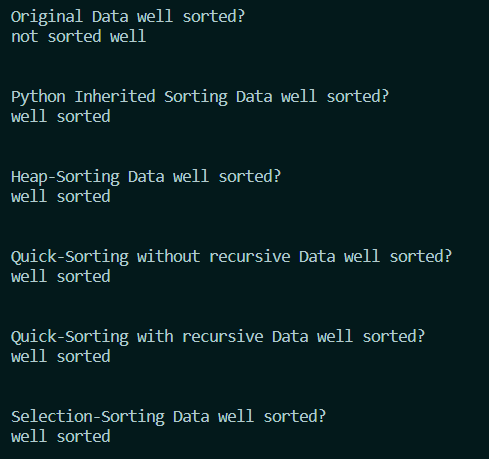 Original Data well sorted?
not sorted well
Python Inherited Sorting Data well sorted?
well sorted
Heap-Sorting Data well sorted?
well sorted
Quick-Sorting without recursive Data well sorted?
well sorted
Quick-Sorting with recursive Data well sorted?
well sorted
Selection-Sorting Data well sorted?
well sorted